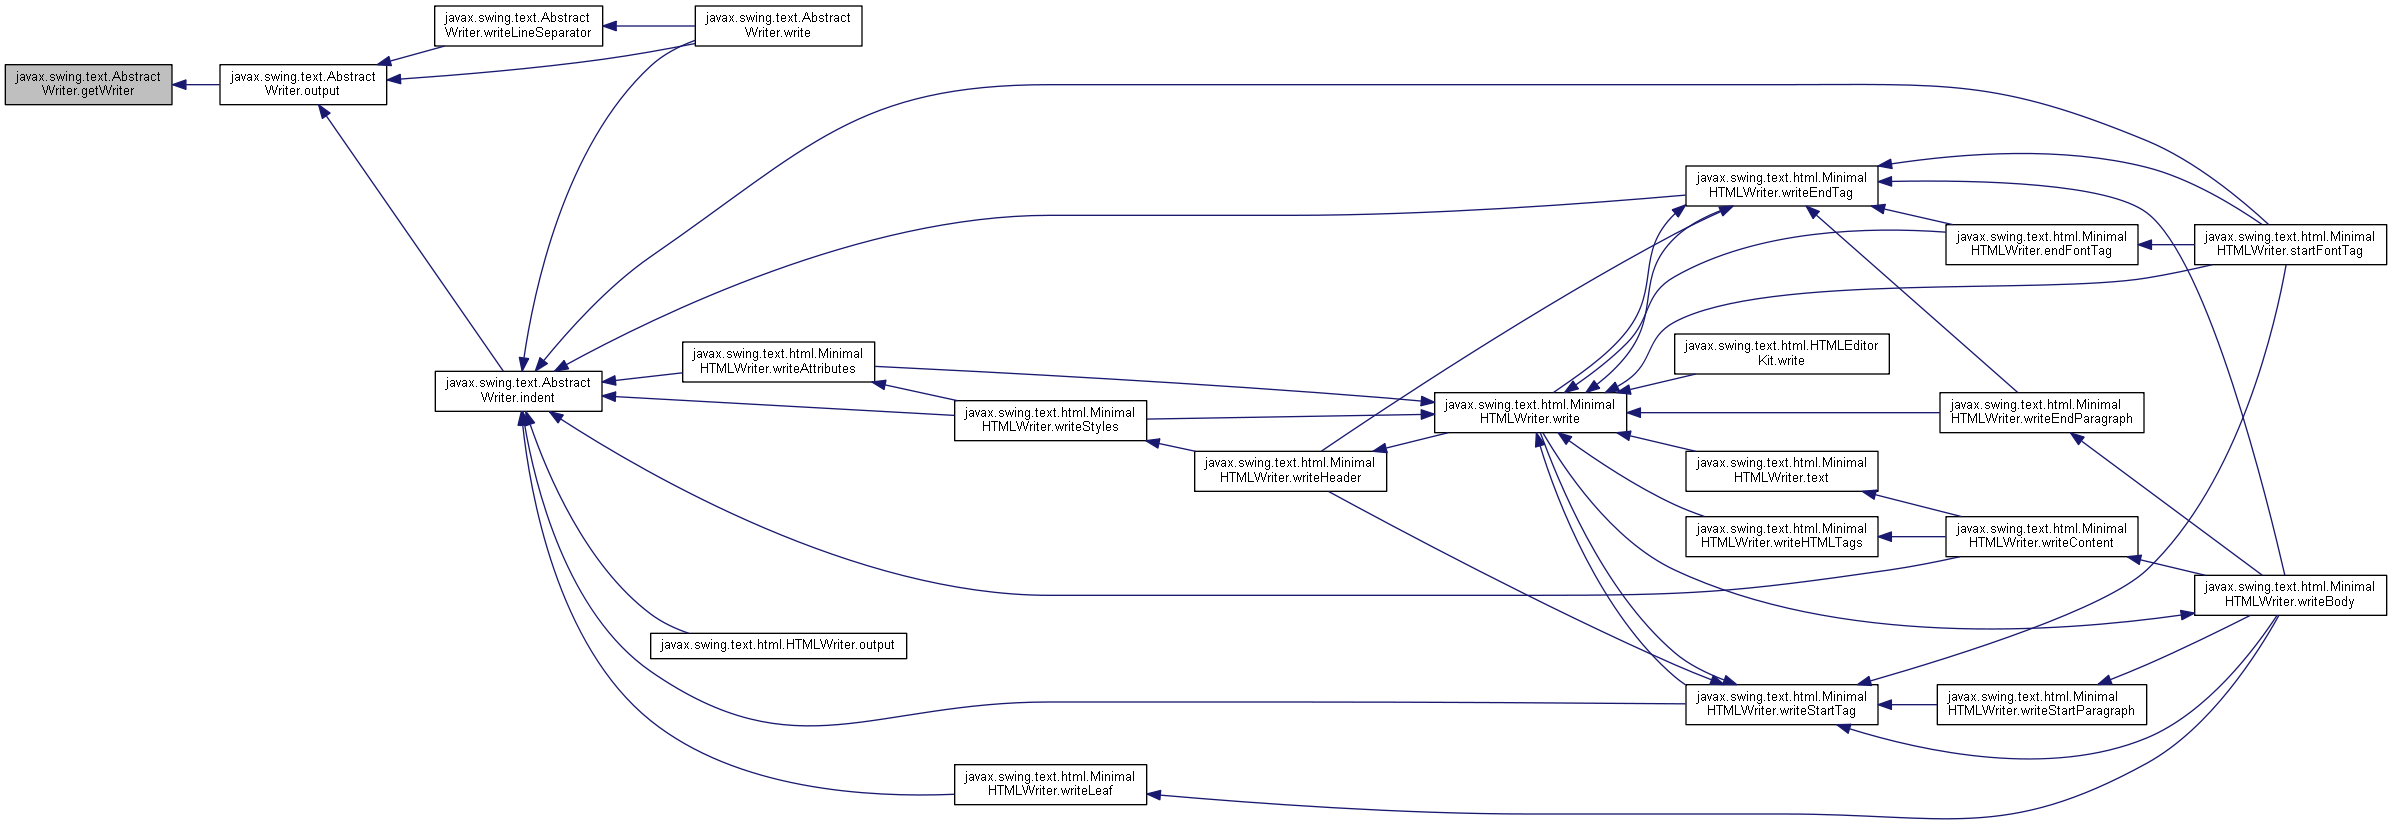 javax.swing.text.Abstract
Writer.writeLineSeparator
javax.swing.text.Abstract
Writer.write
javax.swing.text.Abstract
Writer.getWriter
javax.swing.text.Abstract
Writer.output
javax.swing.text.html.Minimal
HTMLWriter.writeEndTag
javax.swing.text.html.Minimal
HTMLWriter.endFontTag
javax.swing.text.html.Minimal
HTMLWriter.startFontTag
javax.swing.text.html.HTMLEditor
Kit.write
javax.swing.text.html.Minimal
HTMLWriter.writeAttributes
javax.swing.text.Abstract
Writer.indent
javax.swing.text.html.Minimal
HTMLWriter.writeStyles
javax.swing.text.html.Minimal
HTMLWriter.write
javax.swing.text.html.Minimal
HTMLWriter.writeEndParagraph
javax.swing.text.html.Minimal
HTMLWriter.writeHeader
javax.swing.text.html.Minimal
HTMLWriter.text
javax.swing.text.html.Minimal
HTMLWriter.writeHTMLTags
javax.swing.text.html.Minimal
HTMLWriter.writeContent
javax.swing.text.html.Minimal
HTMLWriter.writeBody
javax.swing.text.html.HTMLWriter.output
javax.swing.text.html.Minimal
HTMLWriter.writeStartTag
javax.swing.text.html.Minimal
HTMLWriter.writeStartParagraph
javax.swing.text.html.Minimal
HTMLWriter.writeLeaf